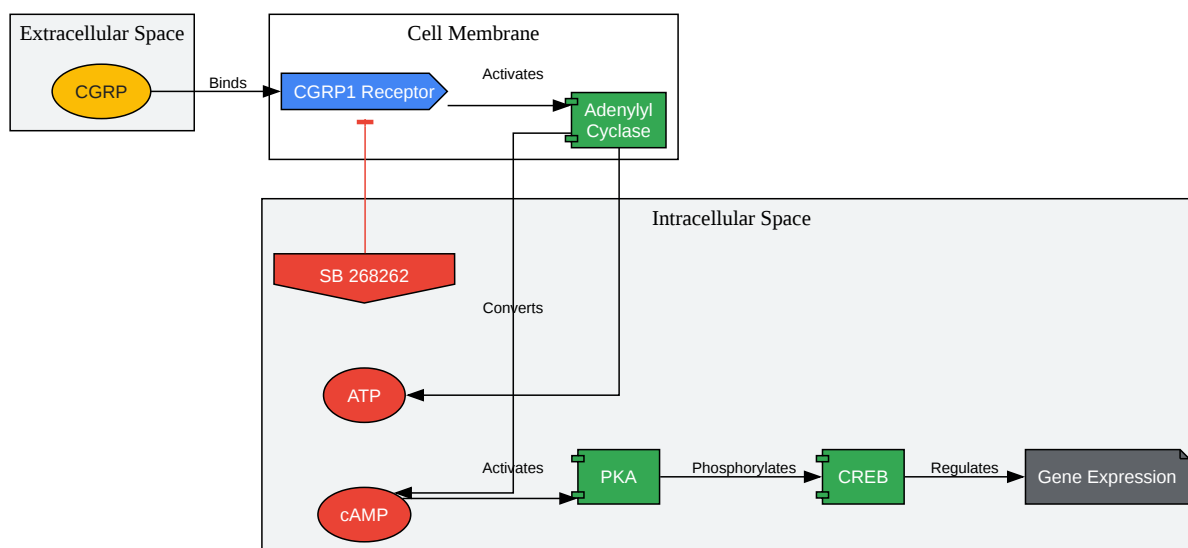 Extracellular Space
Cell Membrane
CGRP
Binds
CGRP1 Receptor
Activates
Adenylyl
Cyclase
Intracellular Space
SB 268262
Converts
ATP
cAMP
Activates
PKA
Phosphorylates
CREB
Regulates
Gene Expression